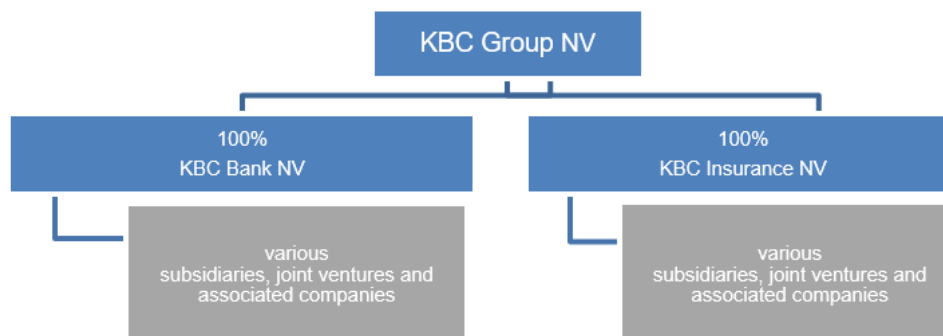 KBC Group NV
100%
KBC Bank NV
100%
KBC Insurance NV
various
subsidiaries, joint ventures and
associated companies
various
subsidiaries, joint ventures and
associated companies